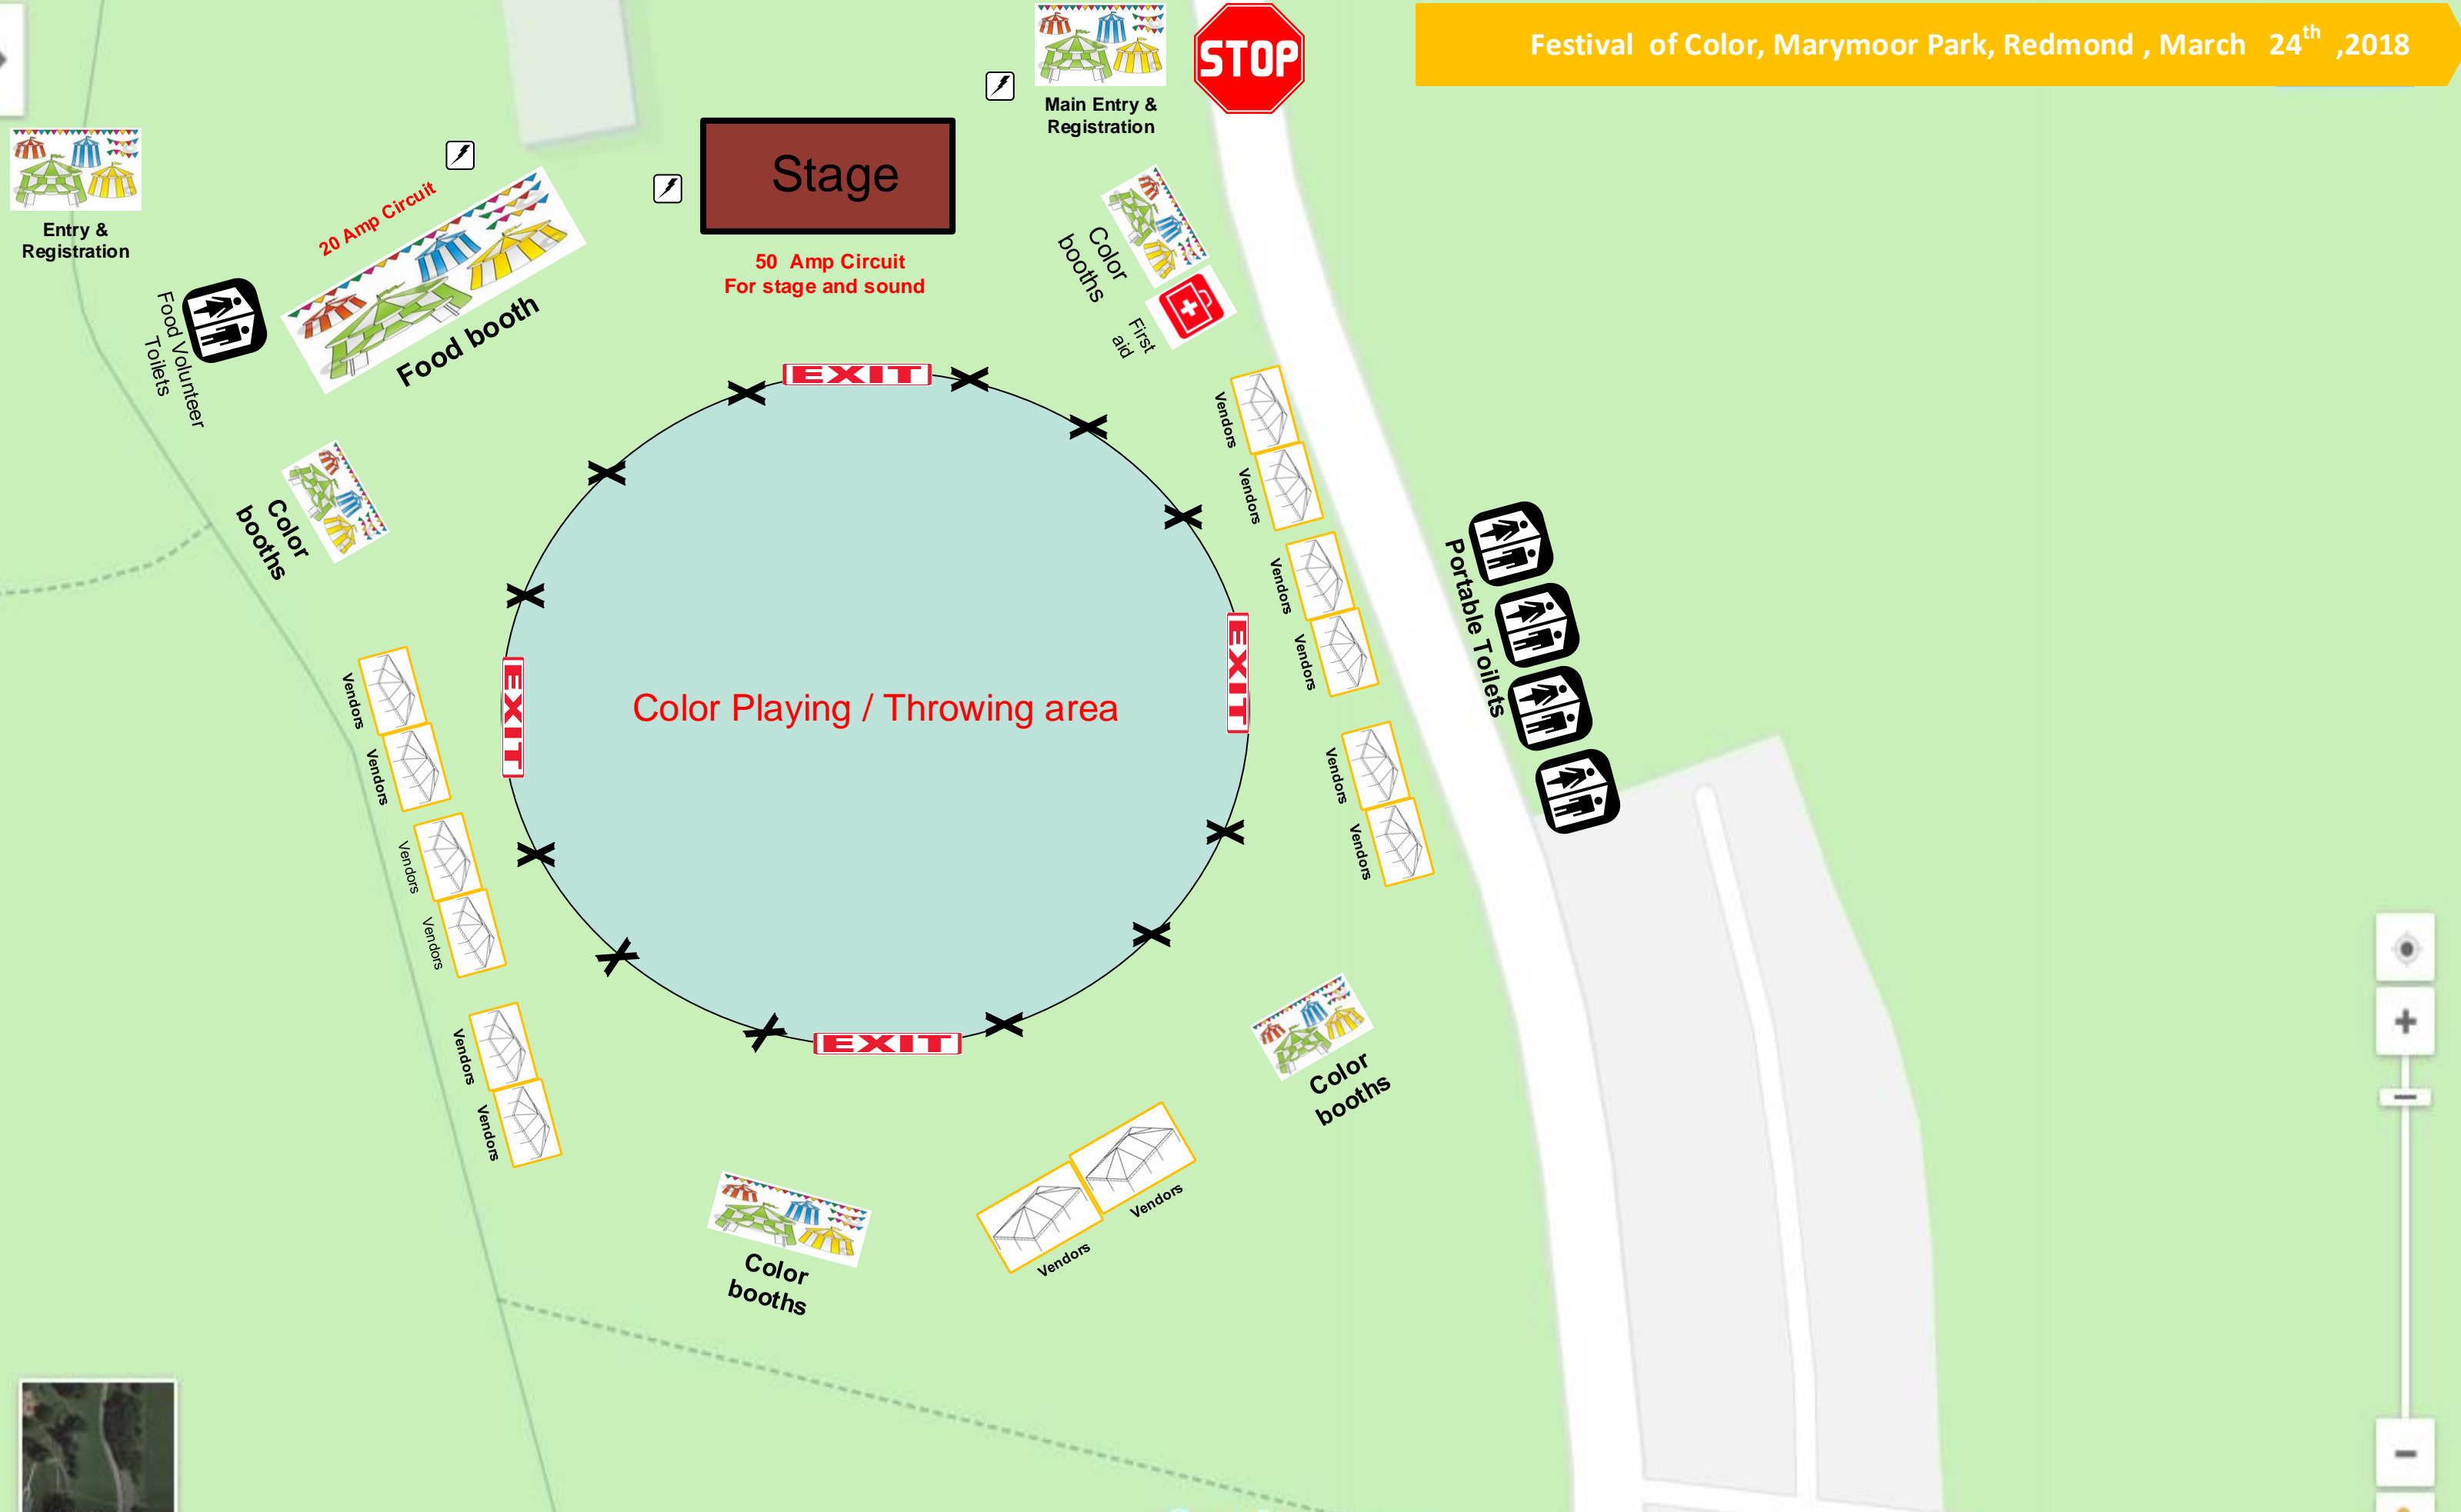 Festival of Color, Marymoor Park, Redmond , March 24th ,2018
STOP
Main Entry &
Registration
Stage
50 Amp Circuit
For stage and sound
Entry &
Registration
20 Amp Circuit
Food booth
Food Volunteer
Toilets
Color
booths
First
aid
EXIT
Color
booths
Vendors
Vendors
Vendors
Vendors
Vendors
Vendors
Portable Toilets
EXIT
EXIT
Color Playing / Throwing area
Vendors
Vendors
Vendors
Vendors
Vendors
Vendors
EXIT
Color
booths
Vendors
Vendors
Color
booths